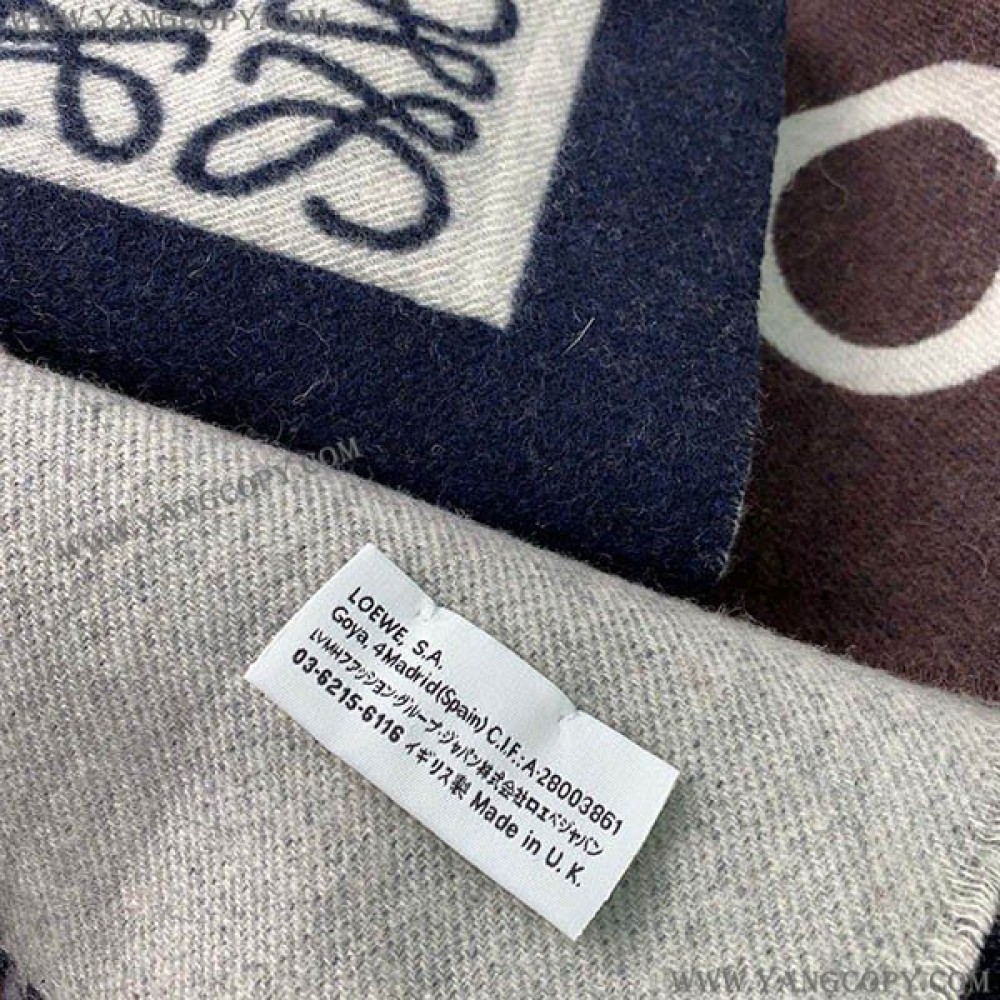 WWW.YANGCOPY.COM
WWW.YANGCOPY.COM
LOEWE, S.A.
Goya, 4 Madrid(Spain) C.I.F.: A-28003861
LVMHファッション・グループ・ジャパン株式会社ロエベジャパン
03-6215-6116 イギリス製 Made in U. K.
WWW.YANGCOPY.COM